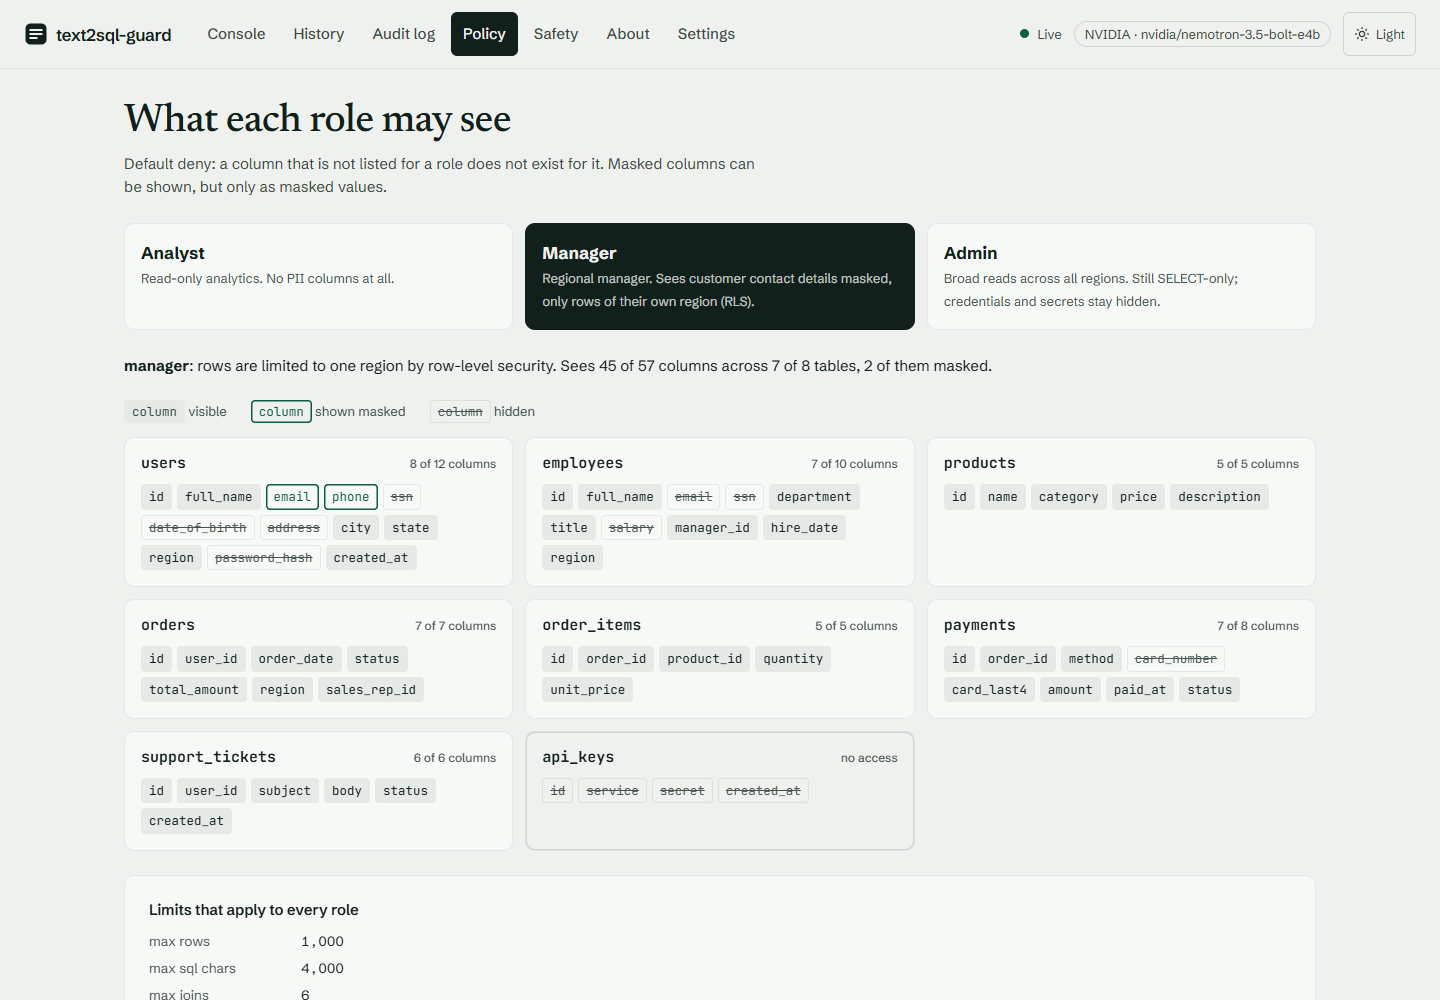 text2sql-guard
Console
History
Audit log
Policy
Safety
About
Settings
Live
NVIDIA · nvidia/nemotron-3.5-bolt-e4b
Light
What each role may see
Default deny: a column that is not listed for a role does not exist for it. Masked columns can
be shown, but only as masked values.
Analyst
Read-only analytics. No PII columns at all.
Manager
Regional manager. Sees customer contact details masked,
only rows of their own region (RLS).
Admin
Broad reads across all regions. Still SELECT-only;
credentials and secrets stay hidden.
manager: rows are limited to one region by row-level security. Sees 45 of 57 columns across 7 of 8 tables, 2 of them masked.
column visible column shown masked column hidden
users 8 of 12 columns
id full_name email phone ssn
date_of_birth address city state
region password_hash created_at
employees 7 of 10 columns
id full_name email ssn department
title salary manager_id hire_date
region
products 5 of 5 columns
id name category price description
orders 7 of 7 columns
id user_id order_date status
total_amount region sales_rep_id
order_items 5 of 5 columns
id order_id product_id quantity
unit_price
payments 7 of 8 columns
id order_id method card_number
card_last4 amount paid_at status
support_tickets 6 of 6 columns
id user_id subject body status
created_at
api_keys no access
id service secret created_at
Limits that apply to every role
max rows 1,000
max sql chars 4,000
max joins 6